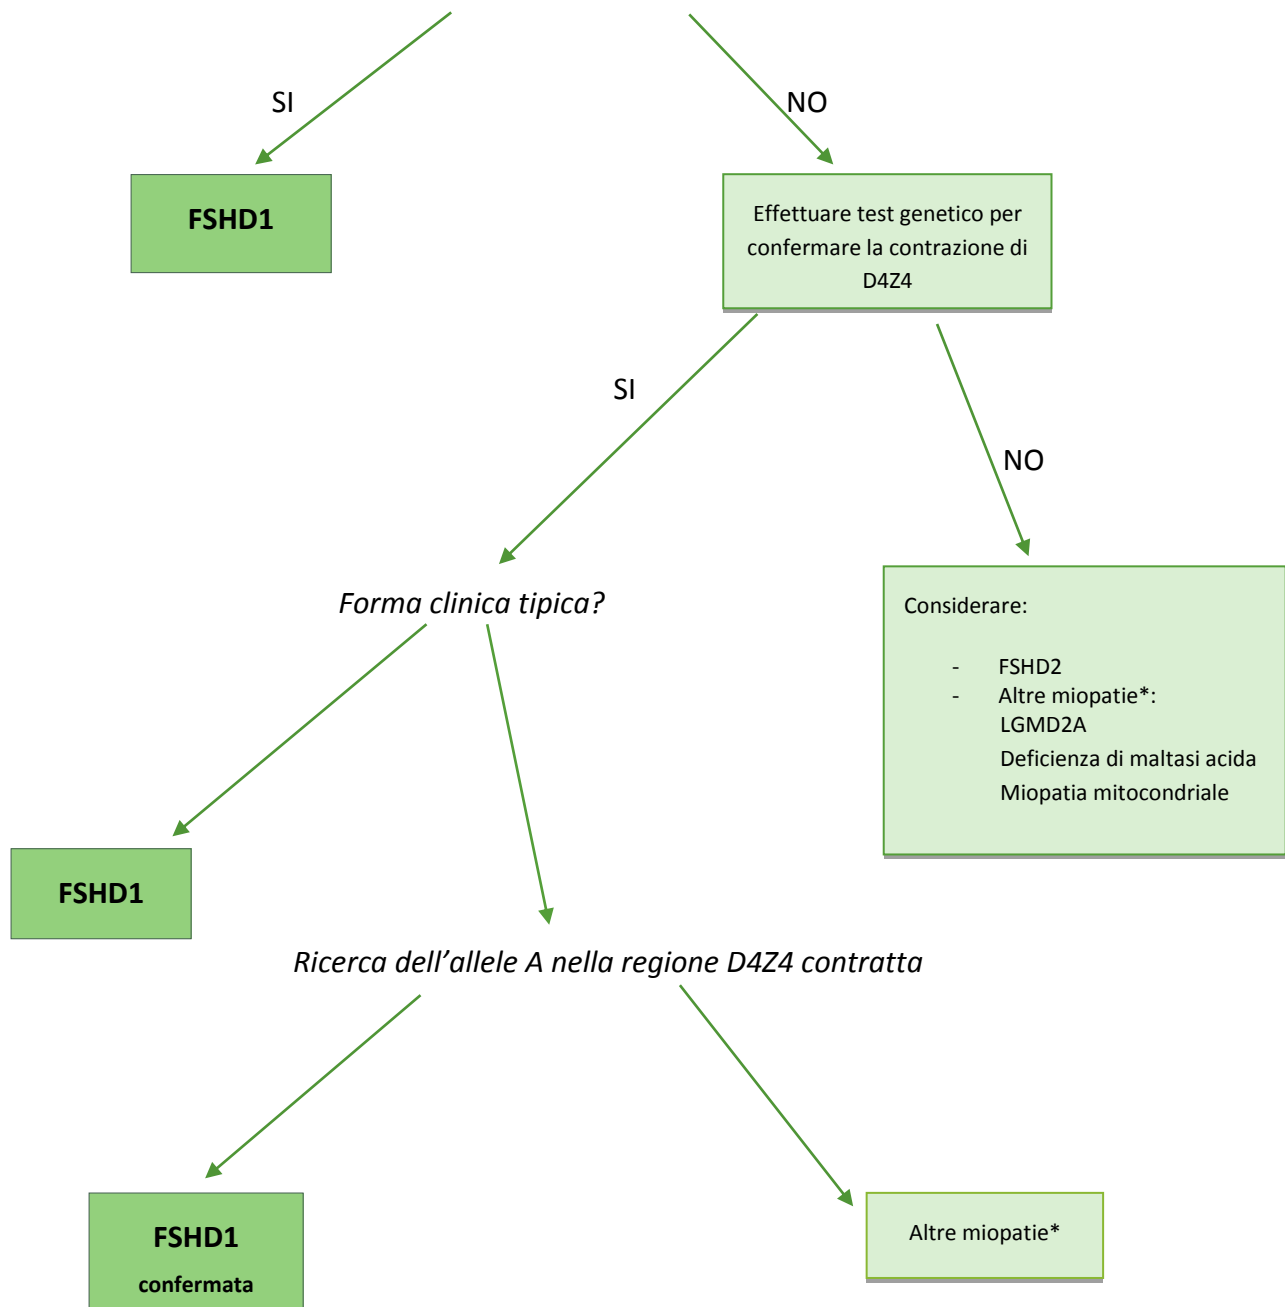 SI
NO
FSHD1
Effettuare test genetico per
confermare la contrazione di
D4Z4
SI
NO
Forma clinica tipica?
Considerare:
- FSHD2
- Altre miopatie*:
LGMD2A
Deficienza di maltasi acida
Miopatia mitocondriale
FSHD1
Ricerca dell’allele A nella regione D4Z4 contratta
FSHD1
confermata
Altre miopatie*